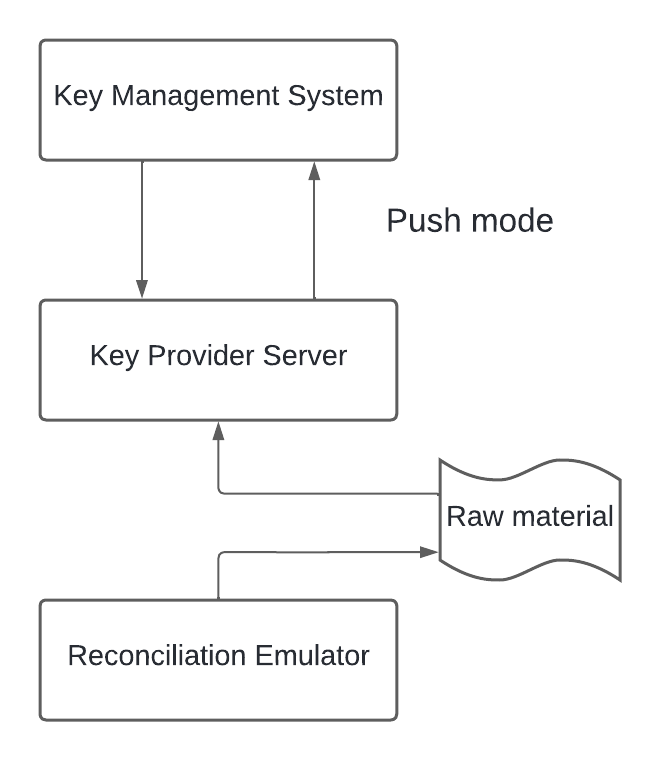 Key Management System
Push mode
Key Provider Server
Raw material
Reconciliation Emulator